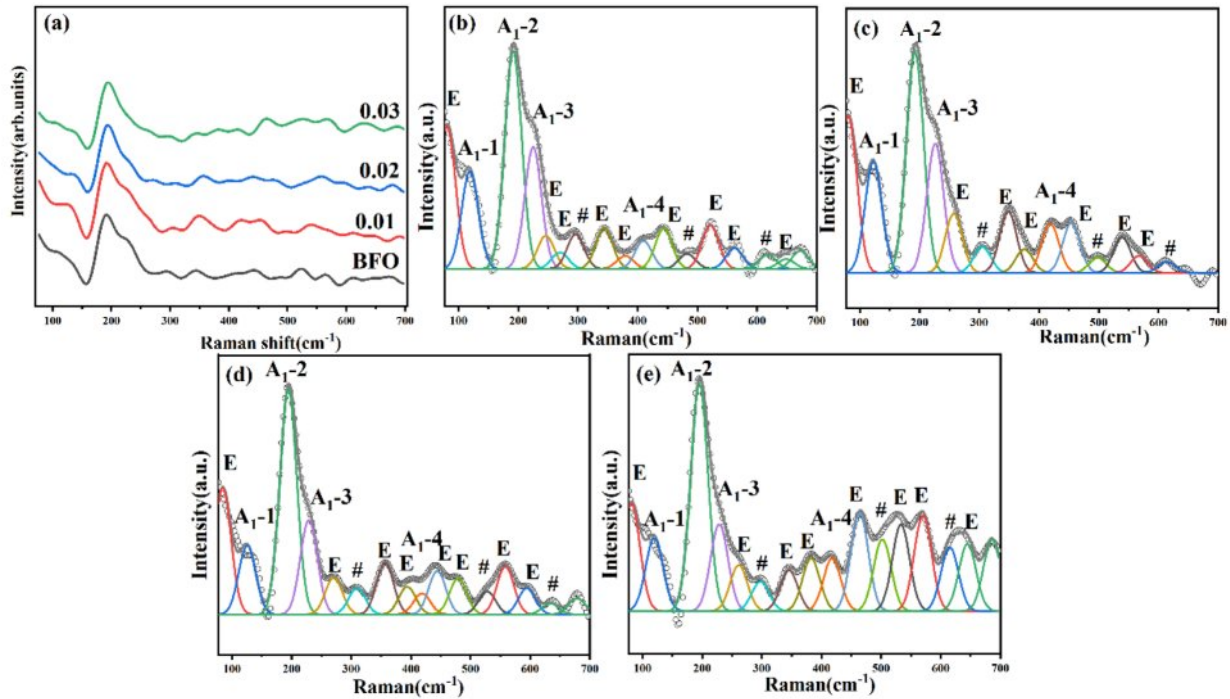 (a)
0.03
0.02
0.01
BFO
Intensity(arb.units)
100 200 300 400 500 600 700
Raman shift(cm⁻¹)
(b)
A₁-2
E
A₁-1
A₁-3
E
E
#
E
E
A₁-4
E
#
E
E
#
E
Intensity(a.u.)
100 200 300 400 500 600 700
Raman(cm⁻¹)
(c)
A₁-2
E
A₁-1
A₁-3
E
#
E
E
A₁-4
E
#
E
E
#
Intensity(a.u.)
100 200 300 400 500 600 700
Raman(cm⁻¹)
(d)
A₁-2
E
A₁-1
A₁-3
E
#
E
E
A₁-4
E
E
#
E
E
#
Intensity(a.u.)
100 200 300 400 500 600 700
Raman(cm⁻¹)
(e)
A₁-2
E
A₁-1
A₁-3
E
#
E
E
A₁-4
E
#
E
E
#
E
Intensity(a.u.)
100 200 300 400 500 600 700
Raman(cm⁻¹)